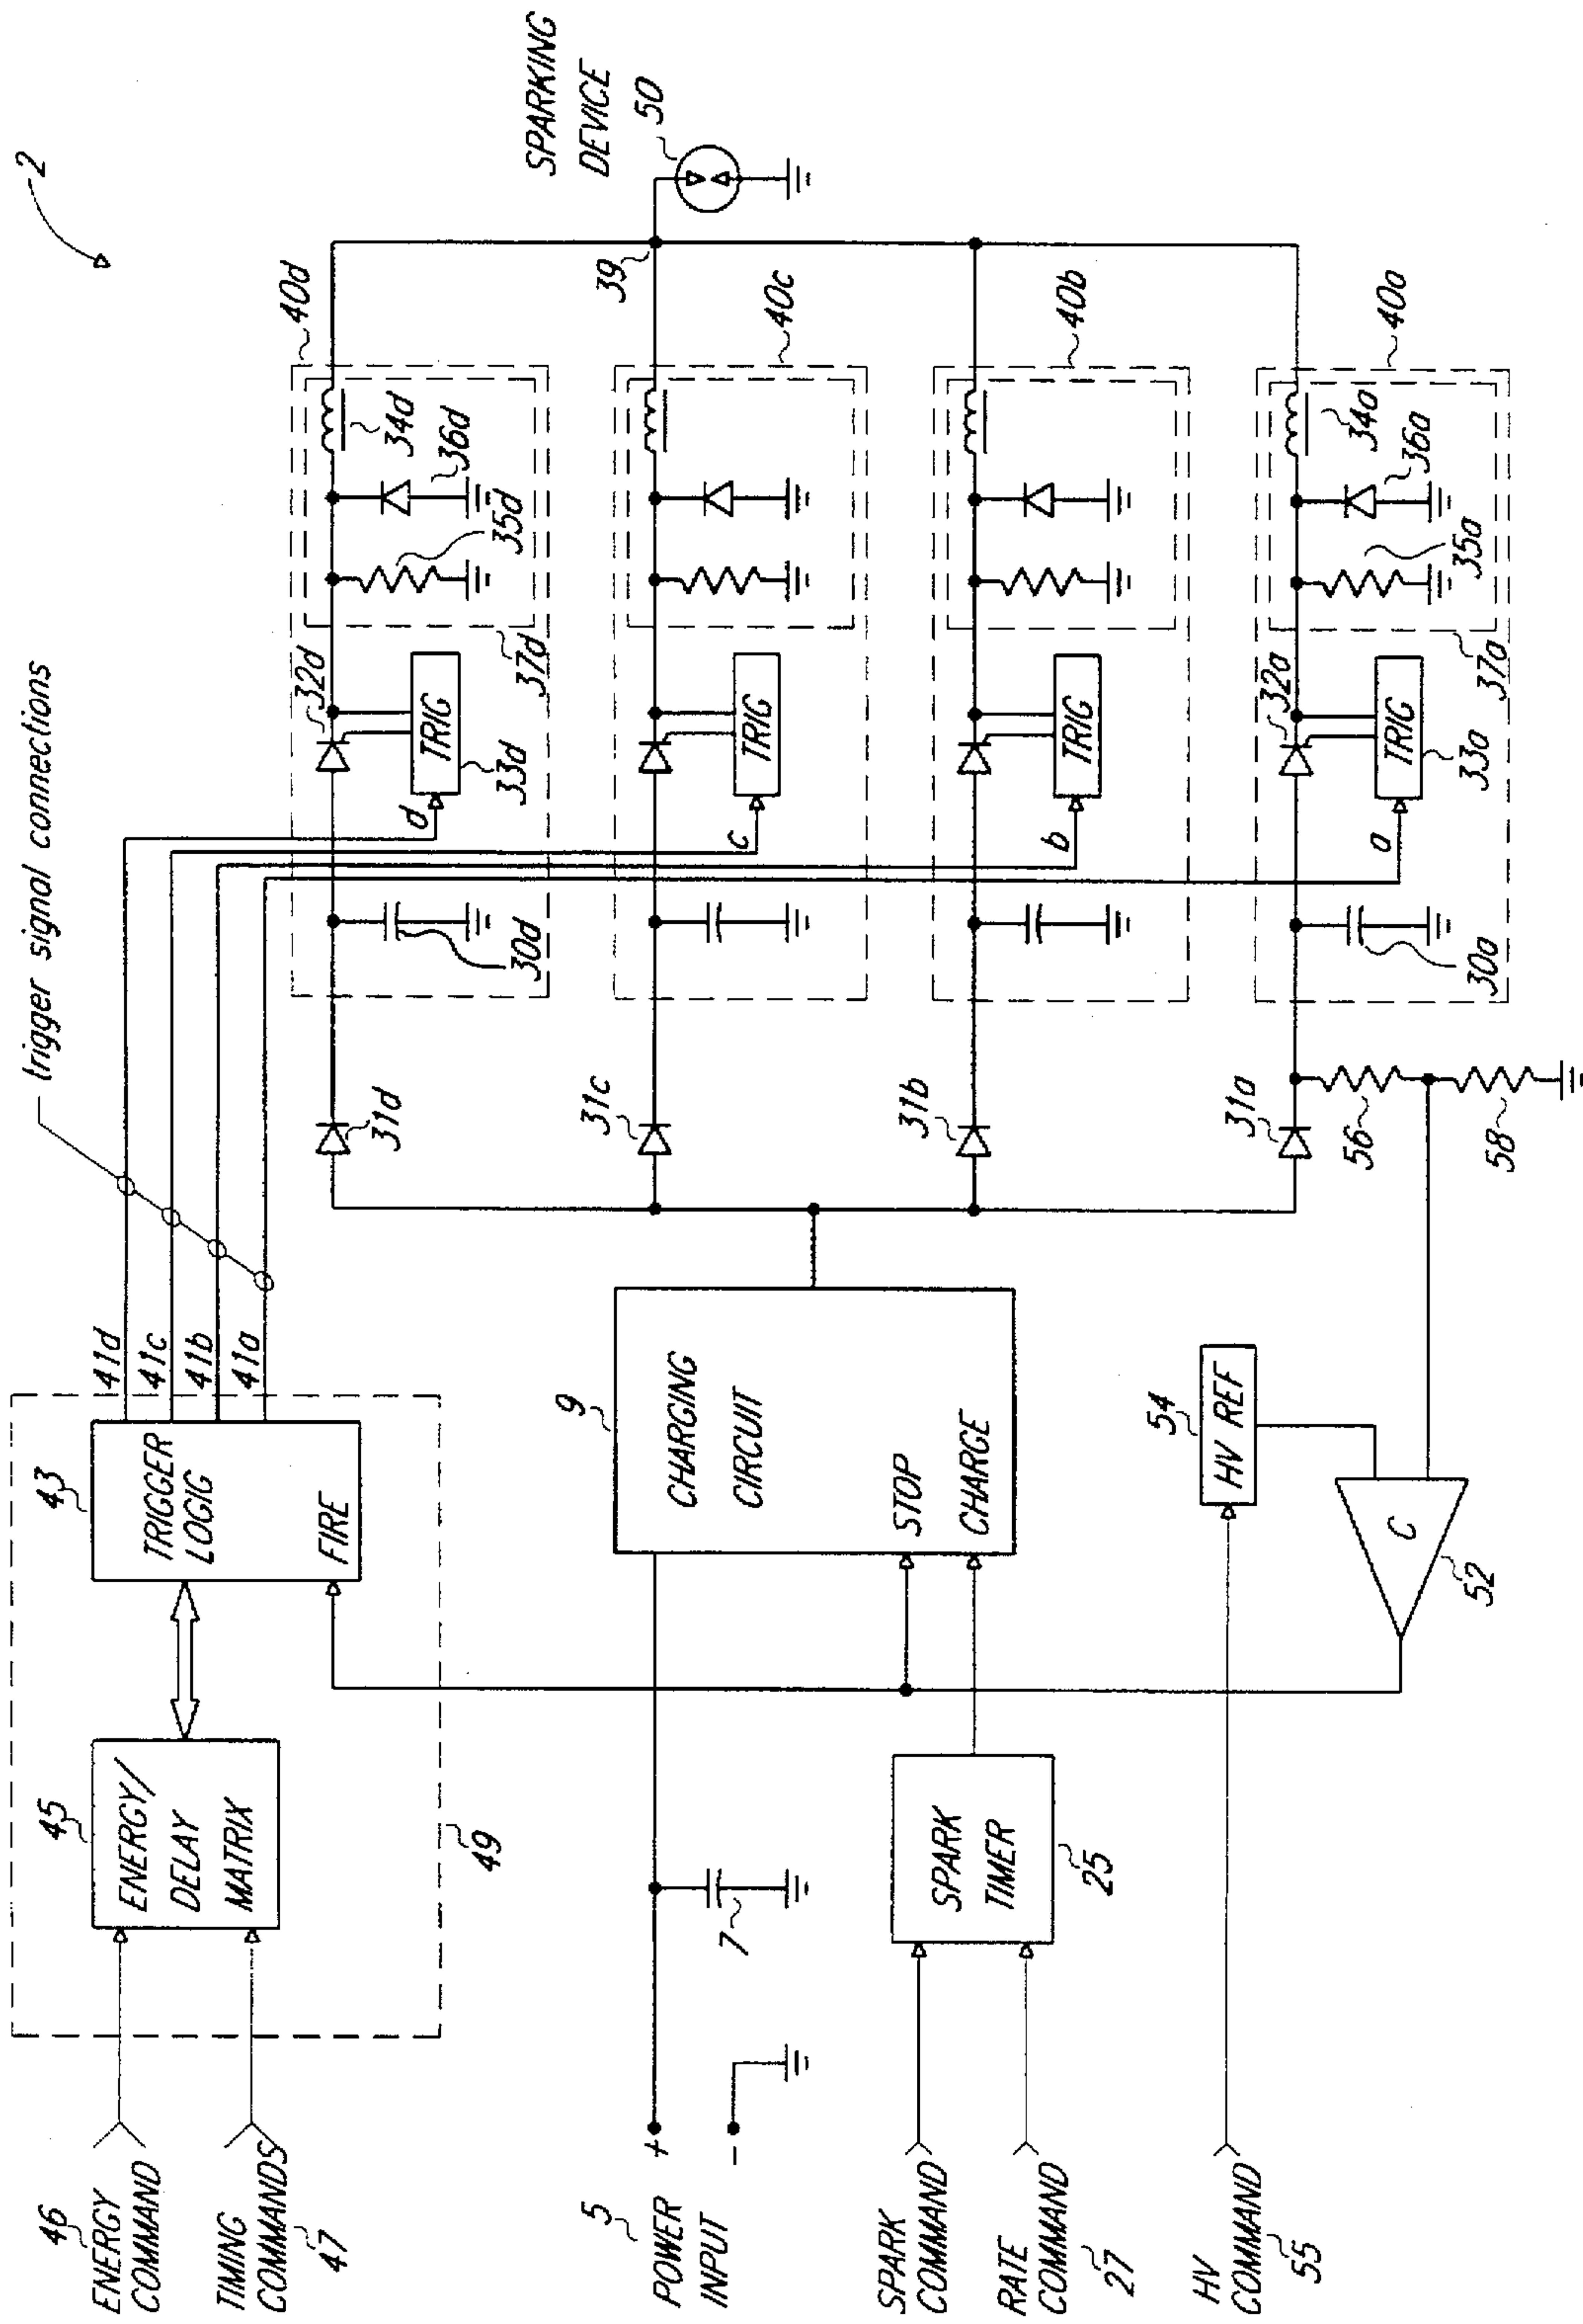 2
trigger signal connections
46
ENERGY
COMMAND
TIMING
COMMANDS
47
45
ENERGY/
DELAY
MATRIX
49
43
TRIGGER
LOGIG
FIRE
41d
41c
41b
41a
5
POWER
INPUT
+
-
7
9
CHARGING
CIRCUIT
STOP
CHARGE
SPARK
COMMAND
RATE
COMMAND
27
SPARK
TIMER
25
HV
COMMAND
55
54
HV REF
C
52
31d
31c
31b
31a
56
58
40d
30d
d
TRIG
33d
32d
37d
35d
36d
34d
40c
c
TRIG
40b
b
TRIG
40a
30a
a
TRIG
33a
32a
37a
35a
36a
34a
39
SPARKING
DEVICE
50